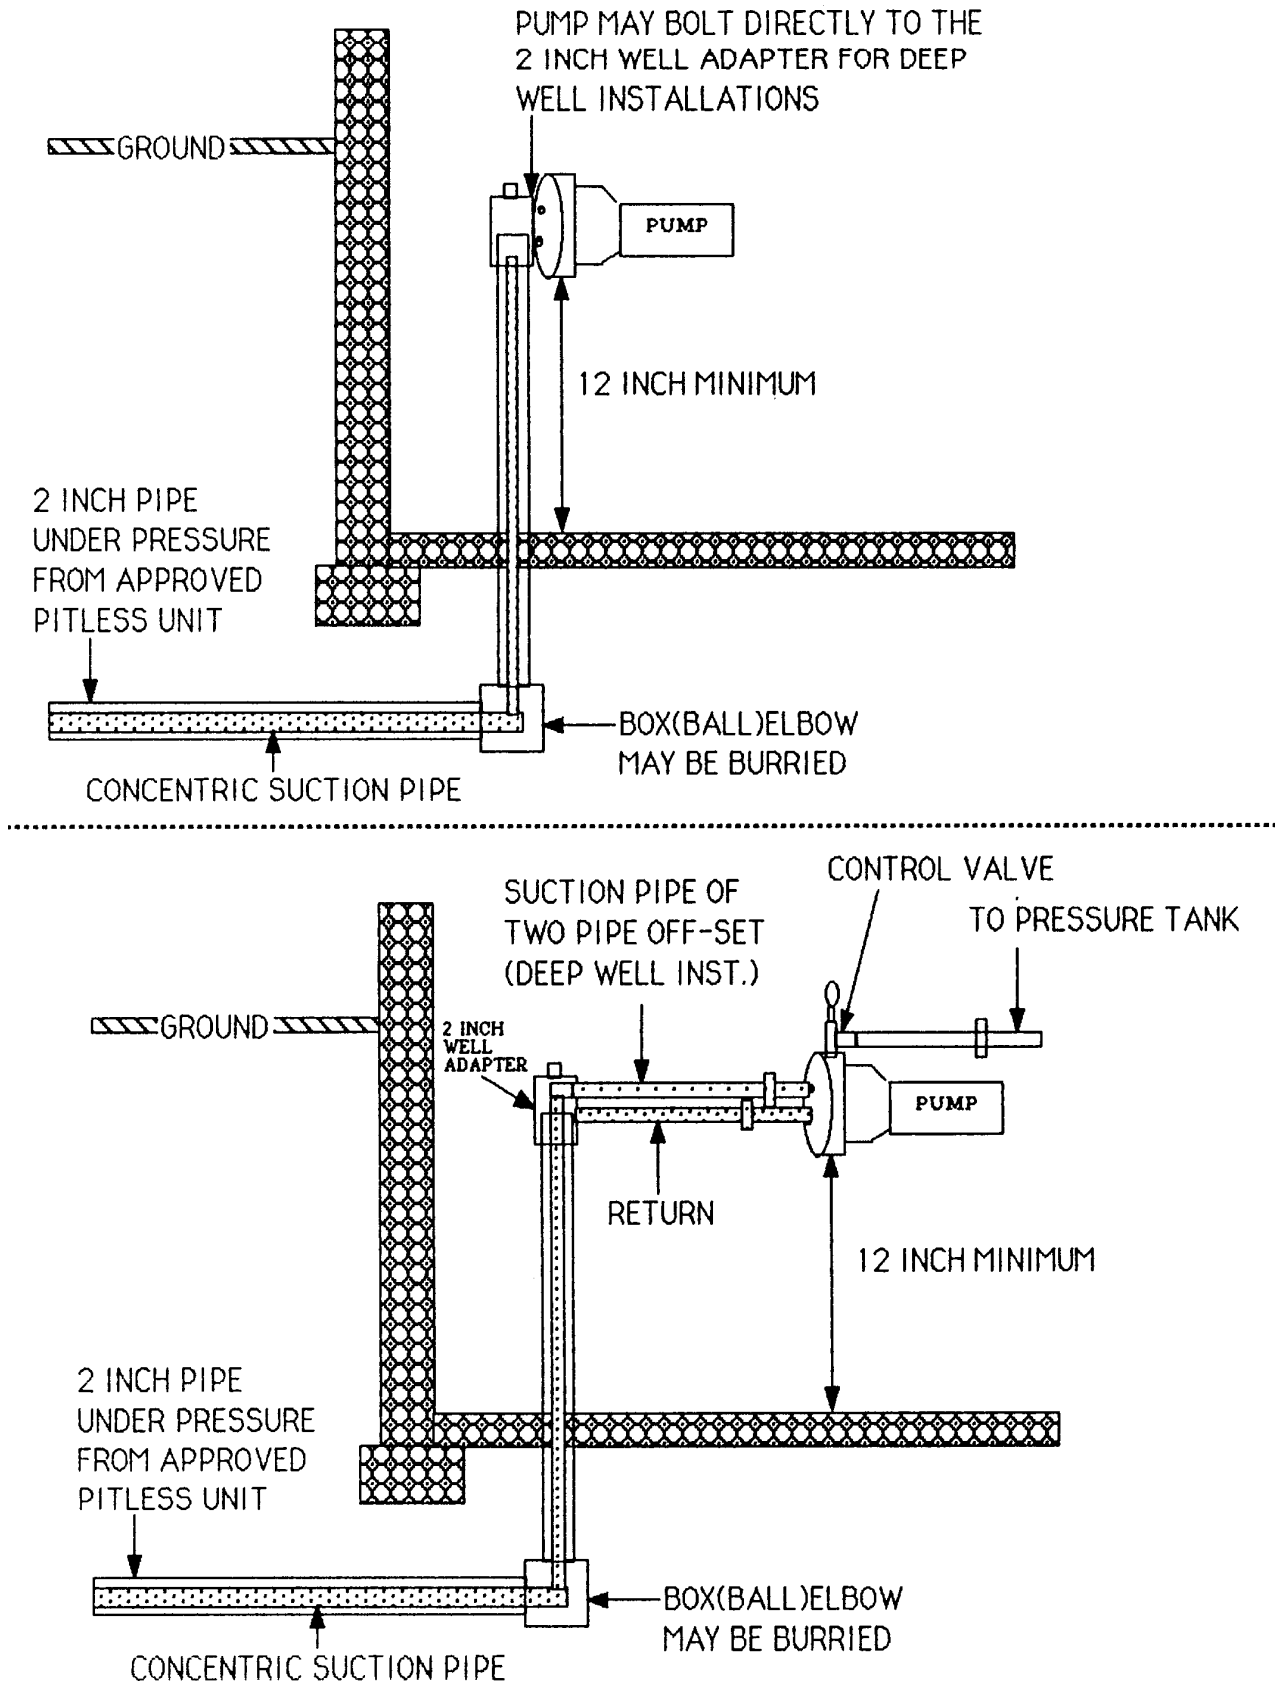 PUMP MAY BOLT DIRECTLY TO THE
2 INCH WELL ADAPTER FOR DEEP
WELL INSTALLATIONS
GROUND
PUMP
12 INCH MINIMUM
2 INCH PIPE
UNDER PRESSURE
FROM APPROVED
PITLESS UNIT
BOX(BALL)ELBOW
MAY BE BURRIED
CONCENTRIC SUCTION PIPE
CONTROL VALVE
TO PRESSURE TANK
SUCTION PIPE OF
TWO PIPE OFF-SET
(DEEP WELL INST.)
GROUND
2 INCH
WELL
ADAPTER
PUMP
RETURN
12 INCH MINIMUM
2 INCH PIPE
UNDER PRESSURE
FROM APPROVED
PITLESS UNIT
BOX(BALL)ELBOW
MAY BE BURRIED
CONCENTRIC SUCTION PIPE